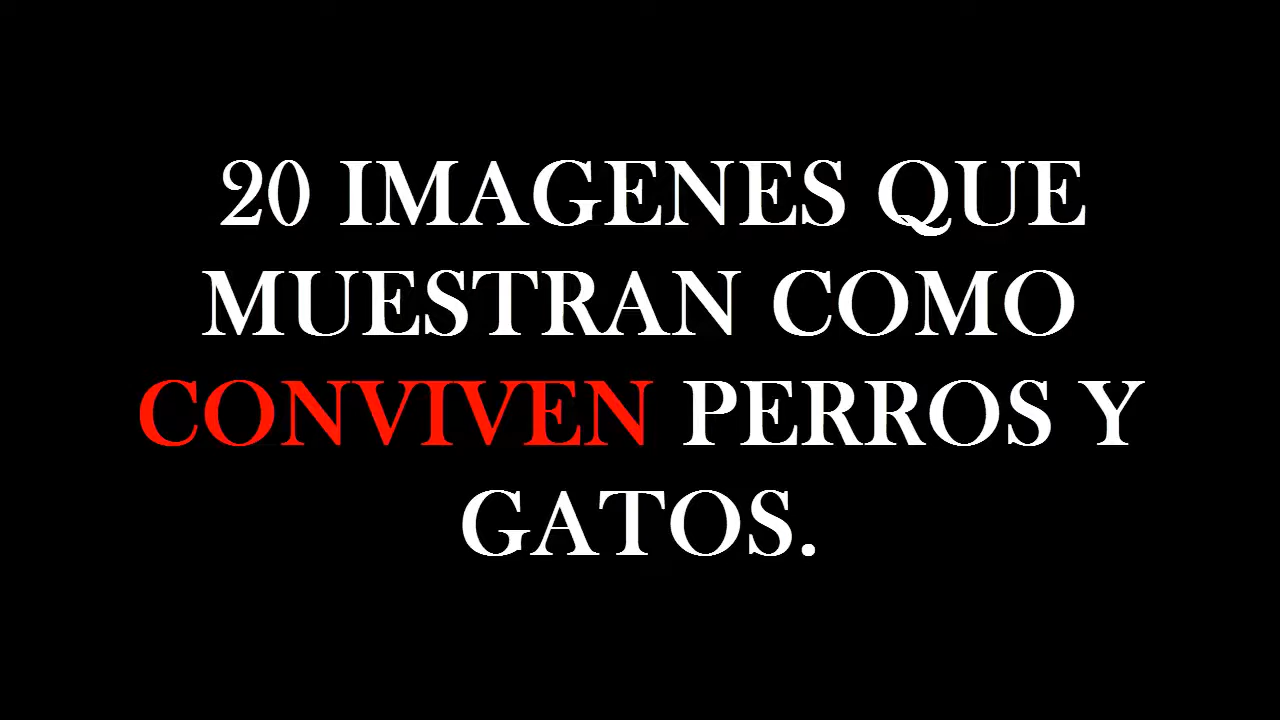 20 IMAGENES QUE
MUESTRAN COMO
CONVIVEN PERROS Y
GATOS.